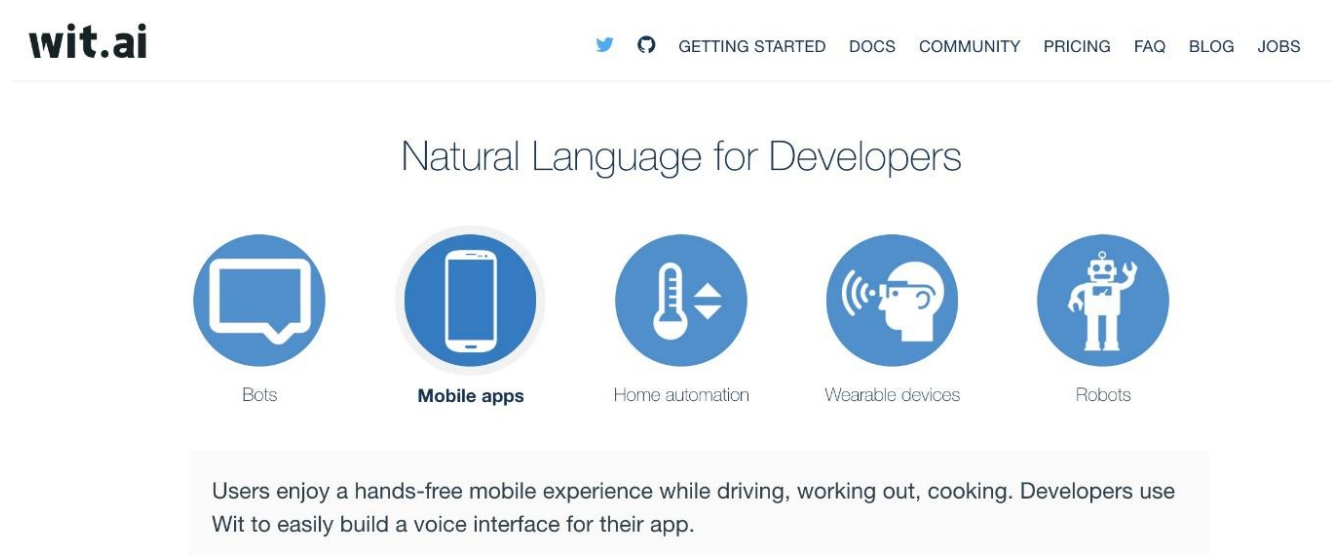 wit.ai
GETTING STARTED DOCS COMMUNITY PRICING FAQ BLOG JOBS
Natural Language for Developers
Bots
Mobile apps
Home automation
Wearable devices
Robots
Users enjoy a hands-free mobile experience while driving, working out, cooking. Developers use
Wit to easily build a voice interface for their app.